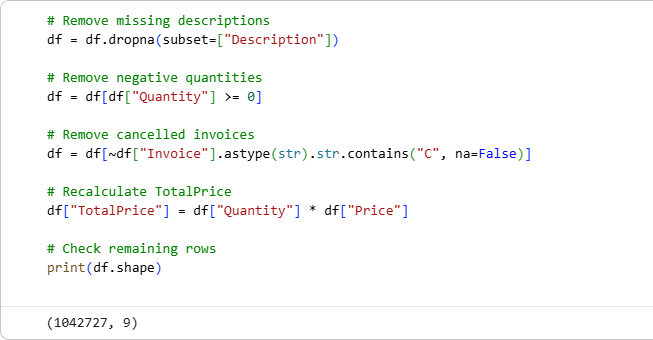 # Remove missing descriptions
df = df.dropna(subset=["Description"])
# Remove negative quantities
df = df[df["Quantity"] >= 0]
# Remove cancelled invoices
df = df[~df["Invoice"].astype(str).str.contains("C", na=False)]
# Recalculate TotalPrice
df["TotalPrice"] = df["Quantity"] * df["Price"]
# Check remaining rows
print(df.shape)
(1042727, 9)